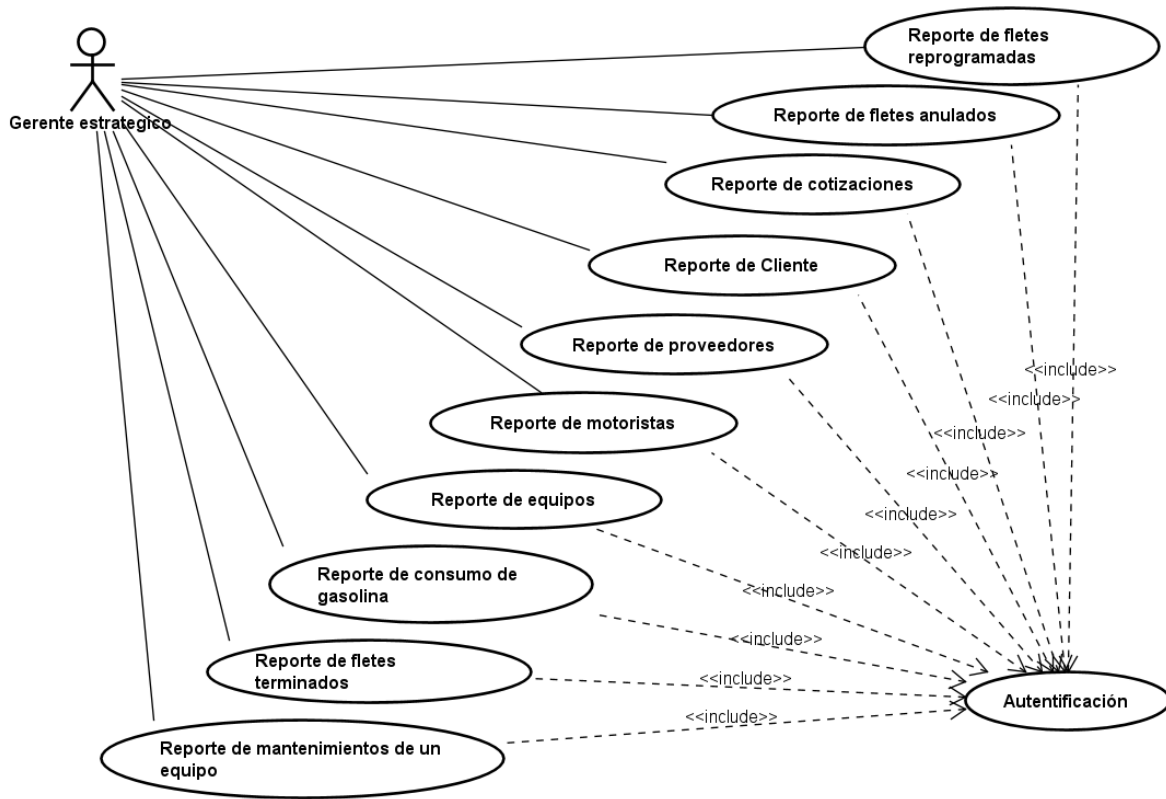 Reporte de fletes
reprogramadas
Gerente estrategico
Reporte de fletes anulados
Reporte de cotizaciones
Reporte de Cliente
Reporte de proveedores
Reporte de motoristas
Reporte de equipos
Reporte de consumo de
gasolina
Reporte de fletes
terminados
Reporte de mantenimientos de un
equipo
<<include>>
<<include>>
<<include>>
<<include>>
<<include>>
<<include>>
<<include>>
<<include>>
<<include>>
<<include>>
Autentificación